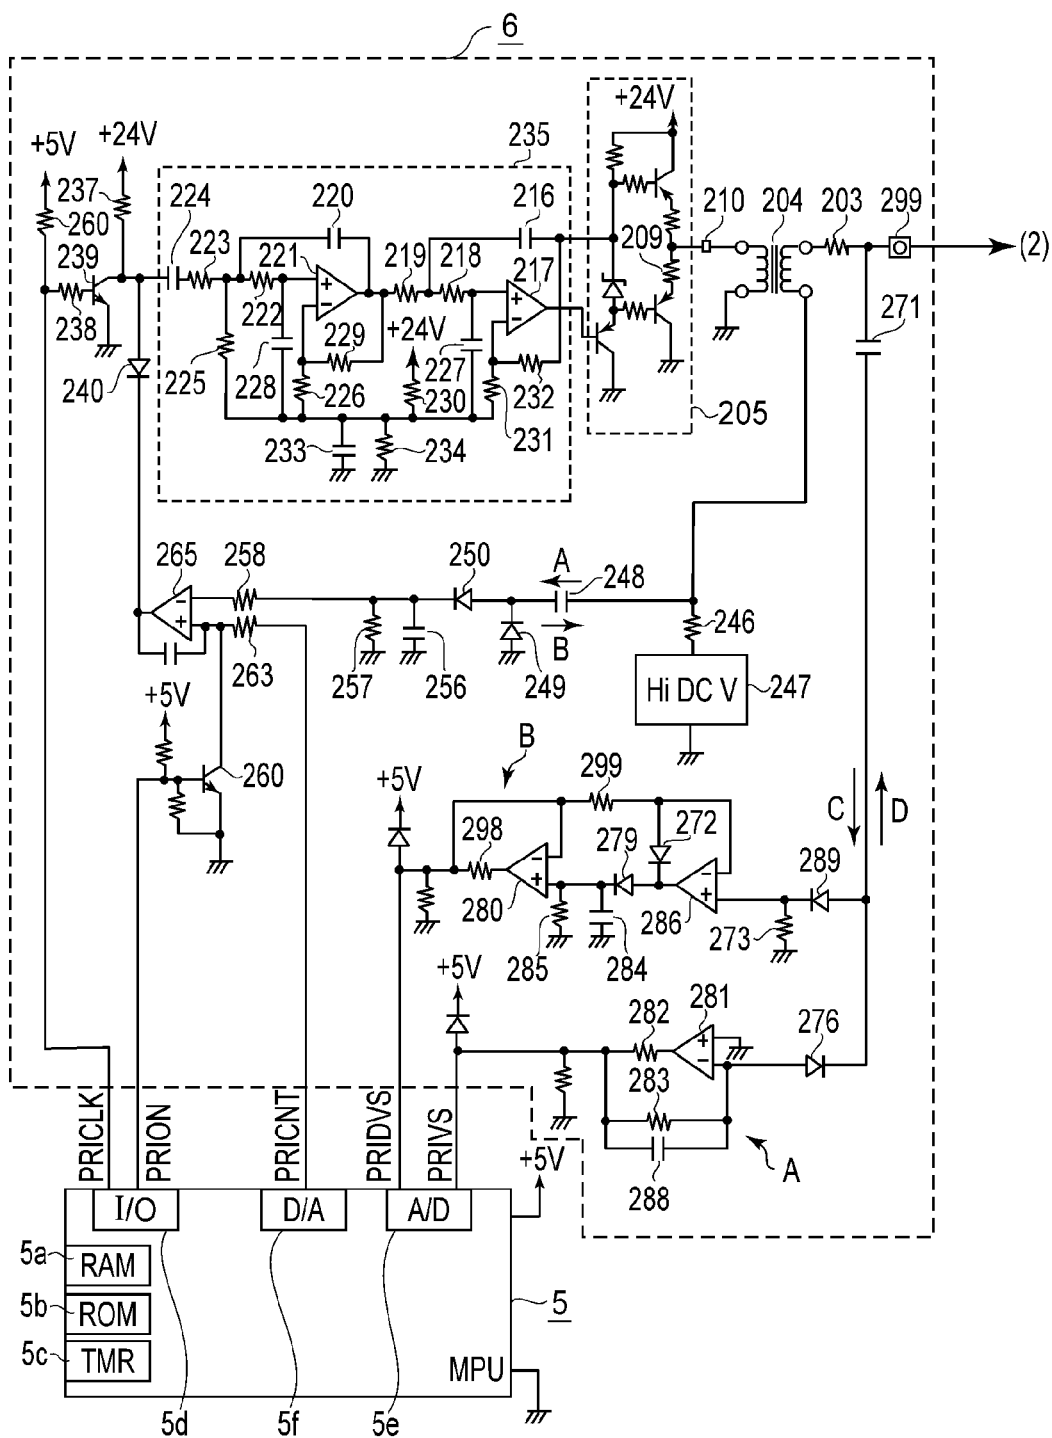 6
+24V
+5V
+24V
235
237
224
220
216
260
223
210
204
203
299
239
221
219
218
217
209
(2)
238
222
+24V
271
229
240
225
228
226
230
227
232
205
233
234
231
265
258
250
A
248
246
263
257
256
249
B
Hi DC V
247
+5V
260
B
+5V
299
C
D
298
279
272
289
280
286
273
285
284
+5V
282
281
276
283
288
A
PRICLK
PRION
PRICNT
PRIDVS
PRIVS
+5V
I/O
D/A
A/D
5a
RAM
5b
ROM
5
5c
TMR
MPU
5d
5f
5e